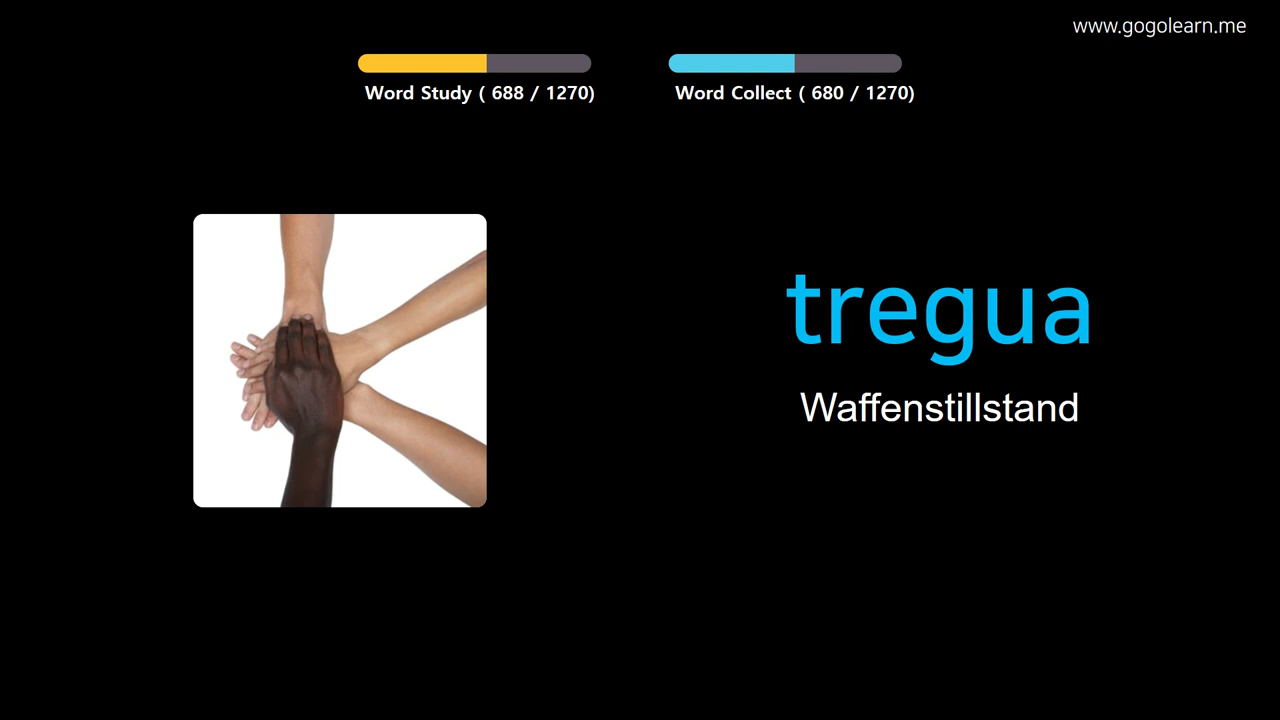 www.gogolearn.me
Word Study ( 688 / 1270)
Word Collect ( 680 / 1270)
tregua
Waffenstillstand